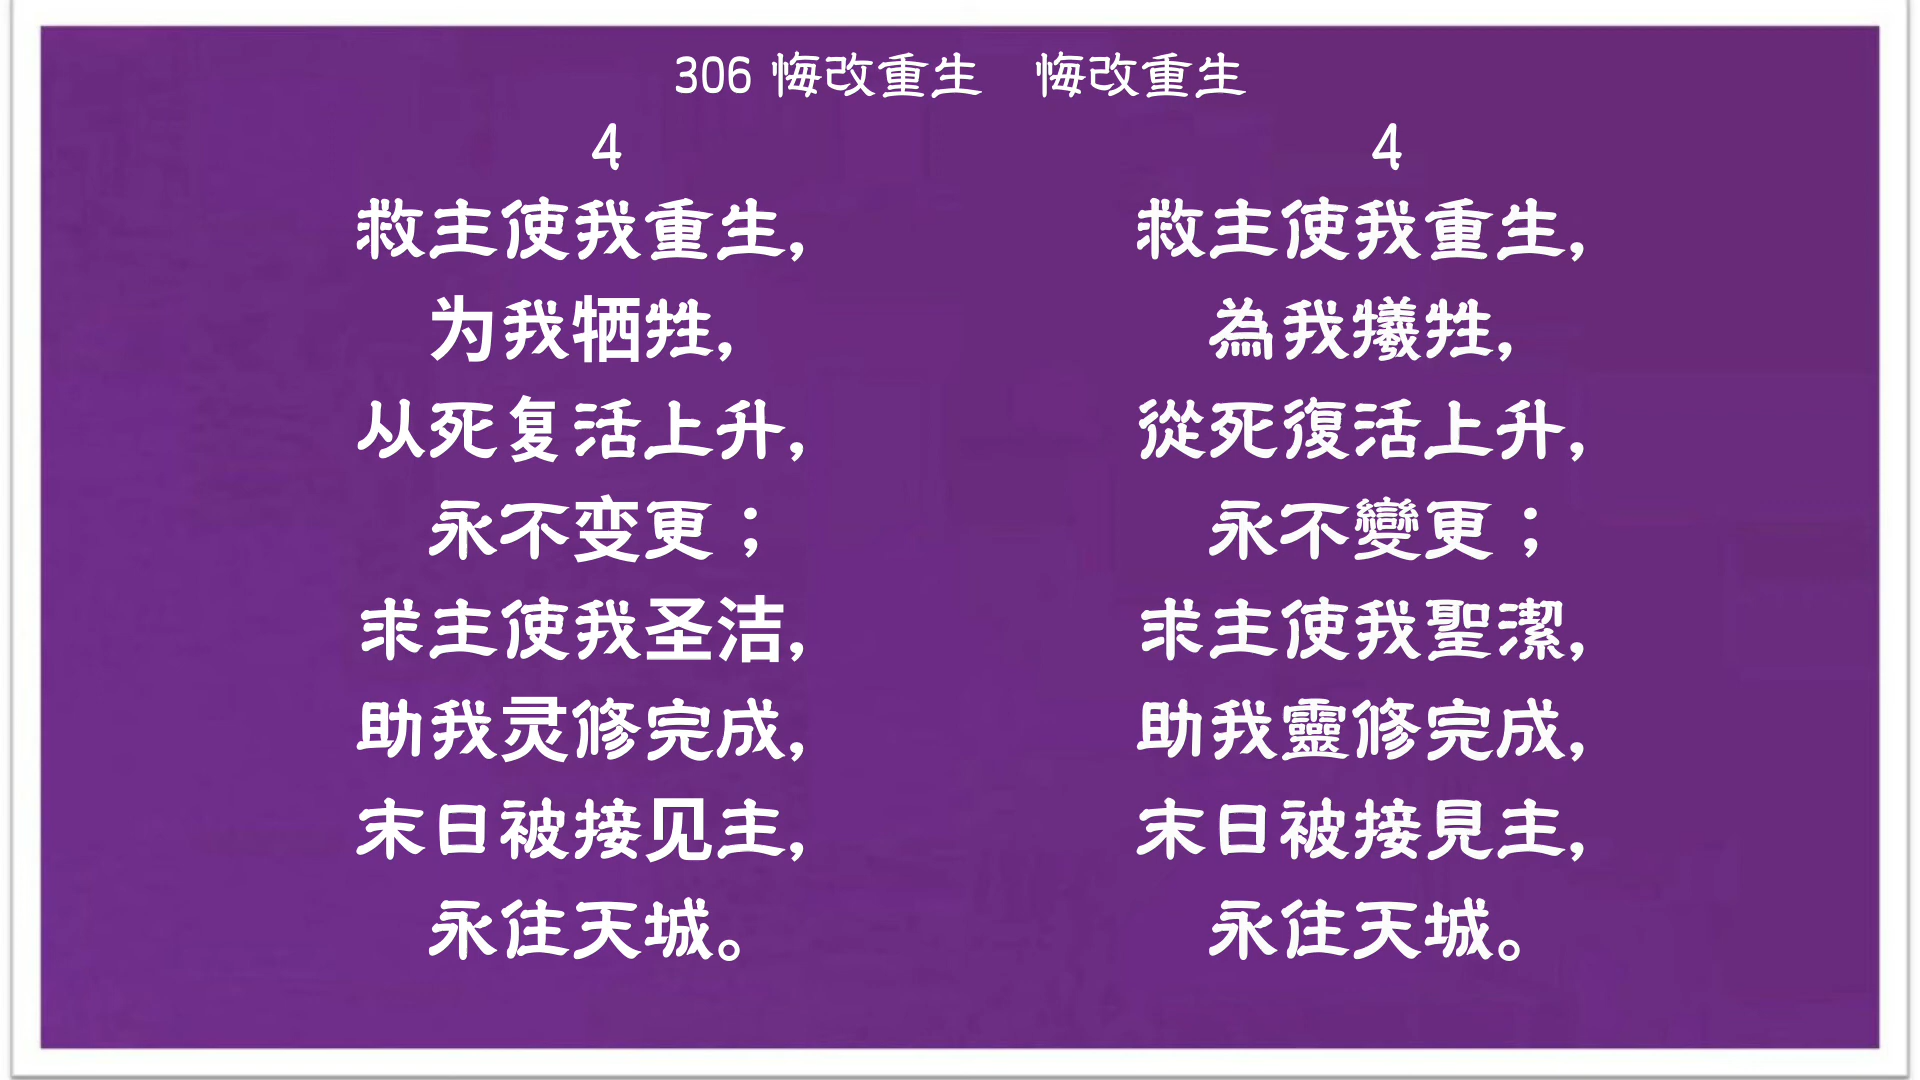 306 悔改重生　悔改重生
4
救主使我重生,
为我牺牲,
从死复活上升,
永不变更；
求主使我圣洁,
助我灵修完成,
末日被接见主,
永住天城。
4
救主使我重生,
為我犧牲,
從死復活上升,
永不變更；
求主使我聖潔,
助我靈修完成,
末日被接見主,
永住天城。